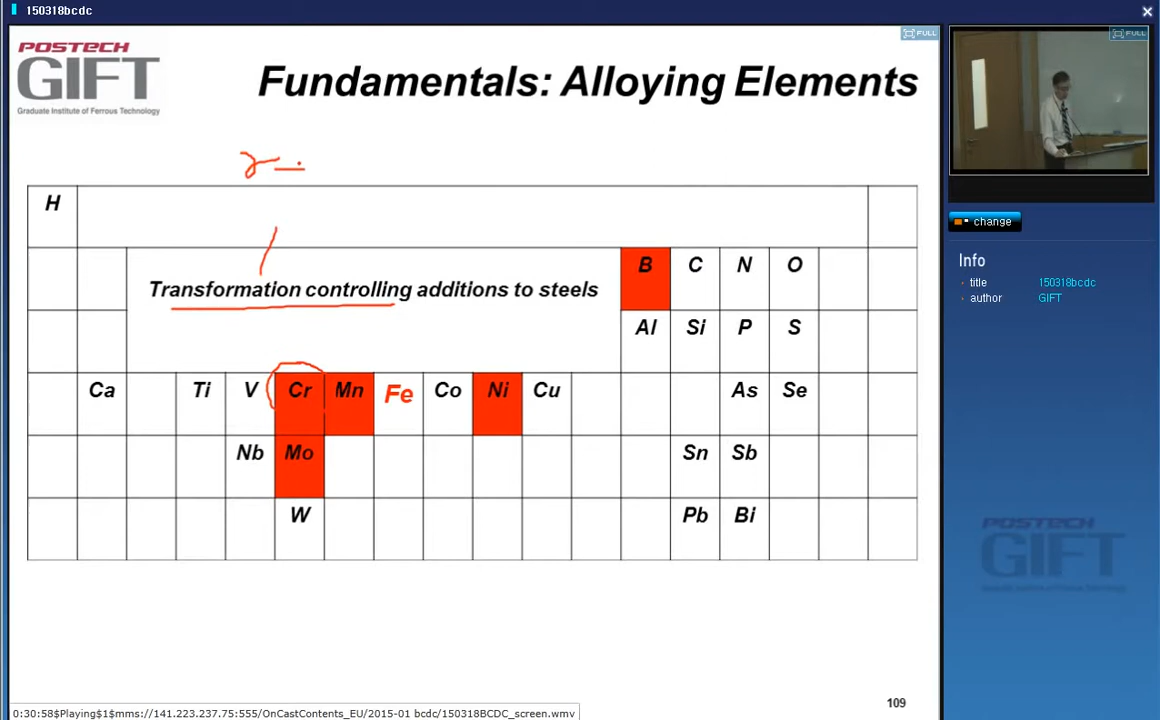 150318bcdc
POSTECH
GIFT
Graduate Institute of Ferrous Technology
Fundamentals: Alloying Elements
FULL
FULL
γ –
H
B C N O
Transformation controlling additions to steels
Al Si P S
Ca Ti V Cr Mn Fe Co Ni Cu As Se
Nb Mo Sn Sb
W Pb Bi
109
change
Info
title 150318bcdc
author GIFT
POSTECH
GIFT
0:30:58$Playing$1$mms://141.223.237.75:555/OnCastContents_EU/2015-01 bcdc/150318BCDC_screen.wmv